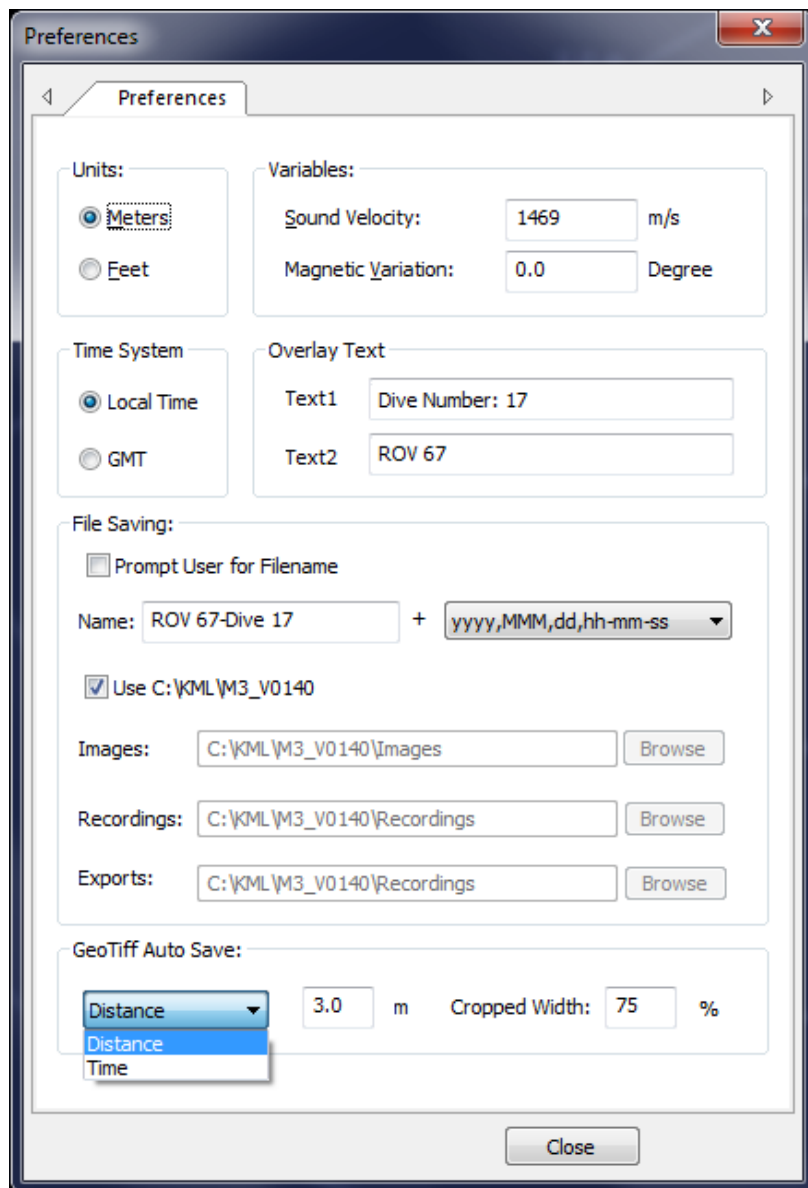 Preferences
Preferences
Units:
Meters
Feet
Variables:
Sound Velocity: 1469 m/s
Magnetic Variation: 0.0 Degree
Time System
Local Time
GMT
Overlay Text
Text1 Dive Number: 17
Text2 ROV 67
File Saving:
Prompt User for Filename
Name: ROV 67-Dive 17 + yyyy,MMM,dd,hh-mm-ss
Use C:\KML\M3_V0140
Images: C:\KML\M3_V0140\Images Browse
Recordings: C:\KML\M3_V0140\Recordings Browse
Exports: C:\KML\M3_V0140\Recordings Browse
GeoTiff Auto Save:
Distance 3.0 m Cropped Width: 75 %
Distance
Time
Close